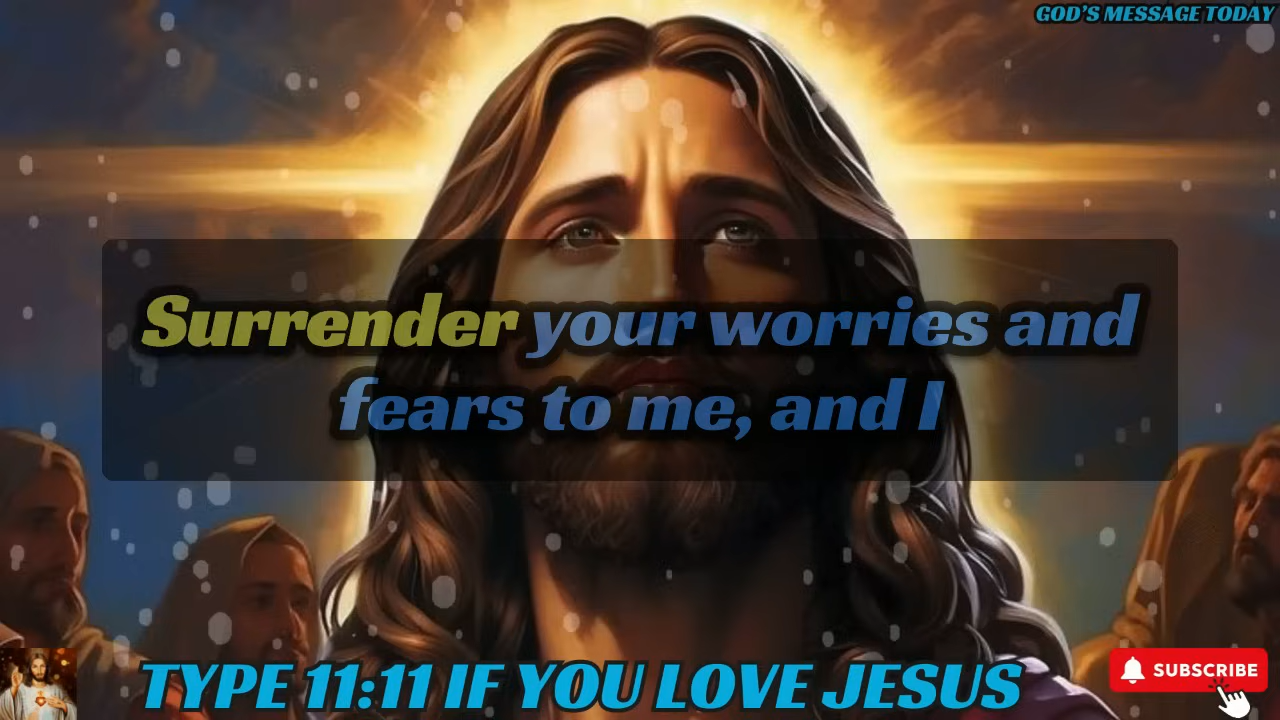 GOD'S MESSAGE TODAY
Surrender your worries and
fears to me, and I
TYPE 11:11 IF YOU LOVE JESUS
SUBSCRIBE